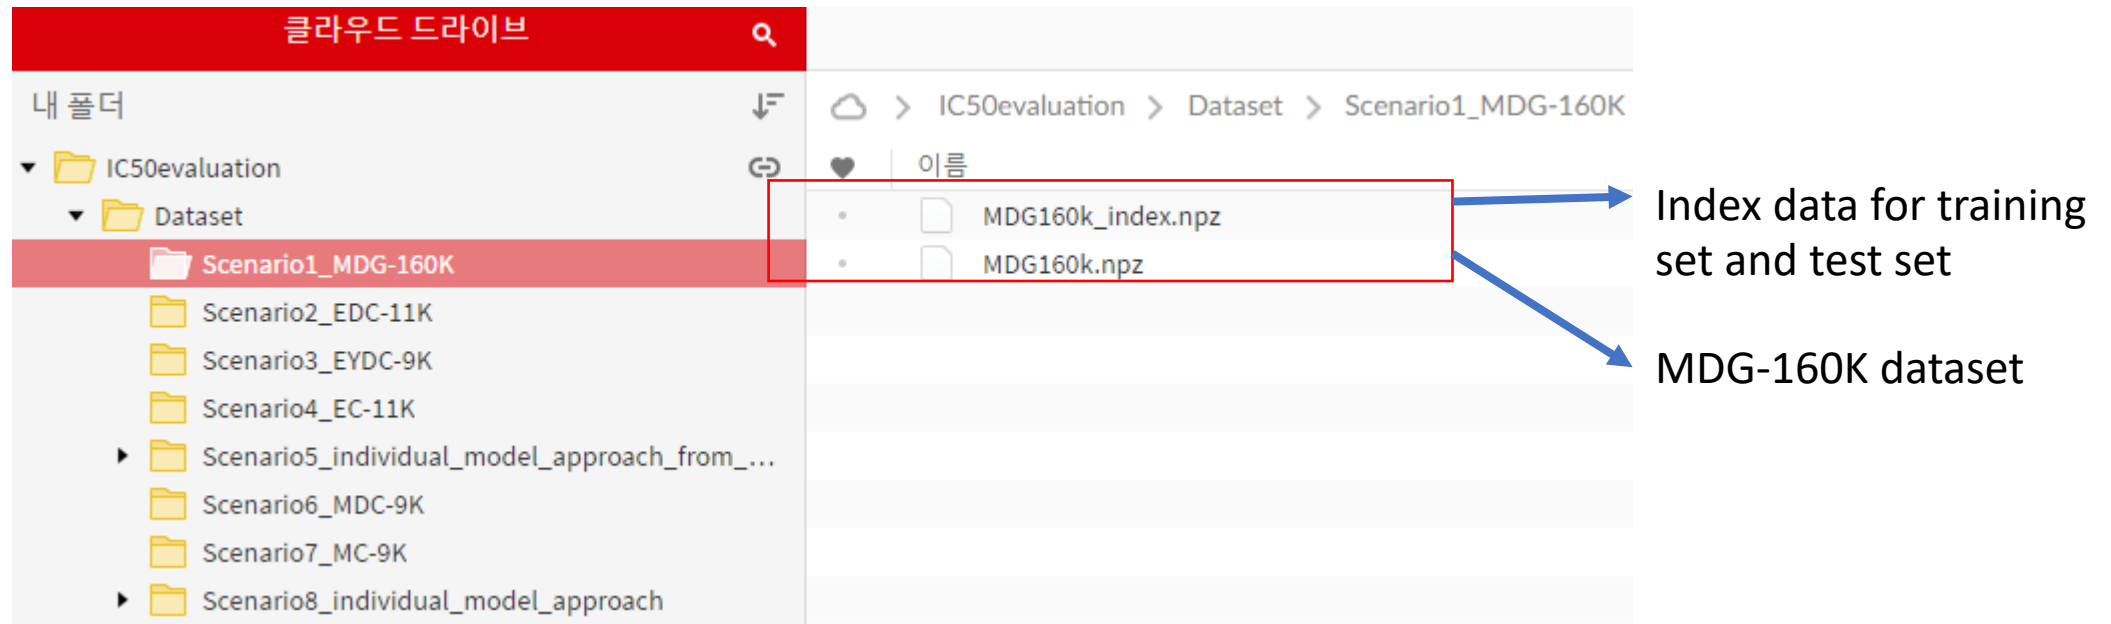 클라우드 드라이브
내 폴더
IC50evaluation
Dataset
Scenario1_MDG-160K
Scenario2_EDC-11K
Scenario3_EYDC-9K
Scenario4_EC-11K
Scenario5_individual_model_approach_from_...
Scenario6_MDC-9K
Scenario7_MC-9K
Scenario8_individual_model_approach
IC50evaluation > Dataset > Scenario1_MDG-160K
이름
MDG160k_index.npz
MDG160k.npz
Index data for training
set and test set
MDG-160K dataset